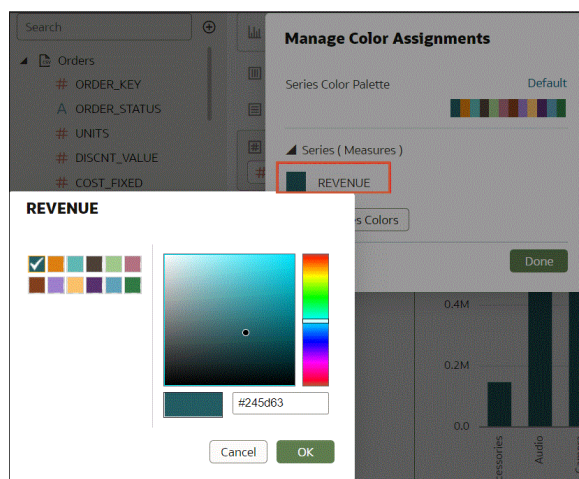 Search
Orders
# ORDER_KEY
A ORDER_STATUS
# UNITS
# DISCNT_VALUE
# COST_FIXED
#
Manage Color Assignments
Series Color Palette
Default
Series ( Measures )
REVENUE
s Colors
Done
REVENUE
#245d63
Cancel
OK
0.4M
0.2M
0.0
cessories
Audio